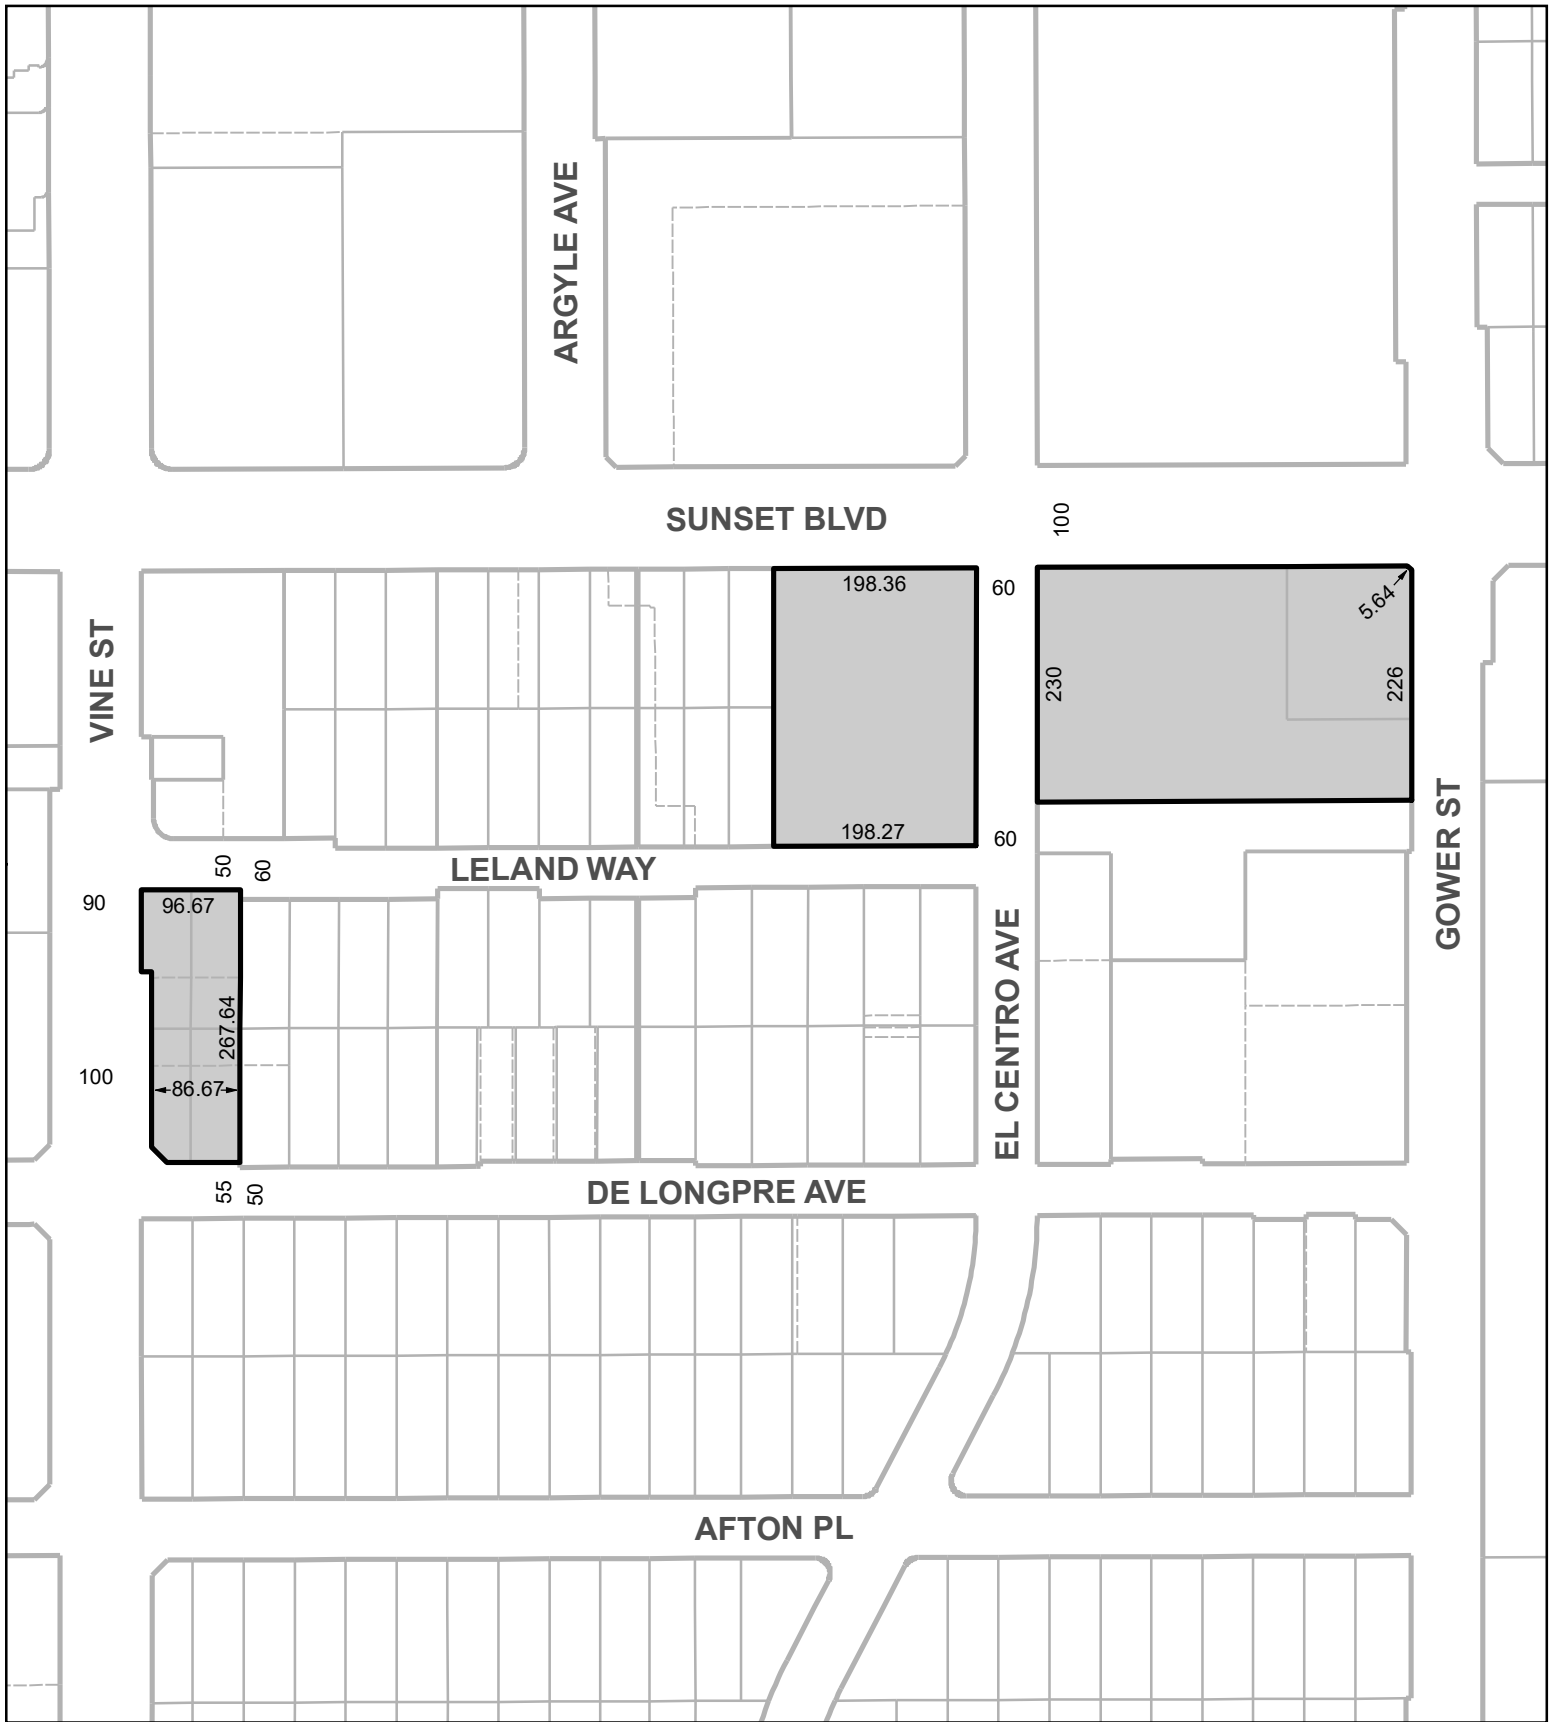 ARGYLE AVE
SUNSET BLVD
100
198.36
60
5.64
VINE ST
230
226
198.27
60
GOWER ST
50
60
LELAND WAY
90
96.67
EL CENTRO AVE
267.64
100
86.67
55
50
DE LONGPRE AVE
AFTON PL